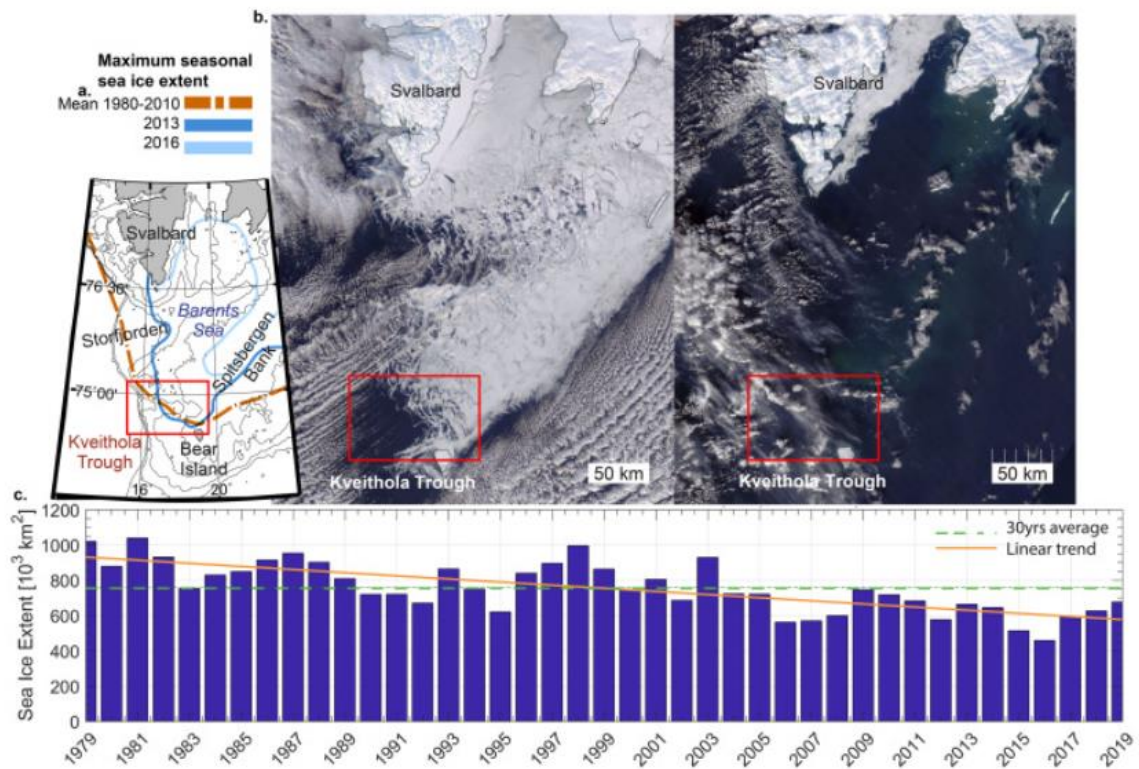 Maximum seasonal
sea ice extent
a.
Mean 1980-2010
2013
2016
Svalbard
76°30'
Barents
Sea
Storfjorden
Spitsbergen
Bank
75°00'
Kveithola
Trough
Bear
Island
16
20
b.
Svalbard
Kveithola Trough
50 km
Svalbard
Kveithola Trough
50 km
c.
Sea Ice Extent [10³ km²]
1200
1000
800
600
400
200
0
30yrs average
Linear trend
1979
1981
1983
1985
1987
1989
1991
1993
1995
1997
1999
2001
2003
2005
2007
2009
2011
2013
2015
2017
2019